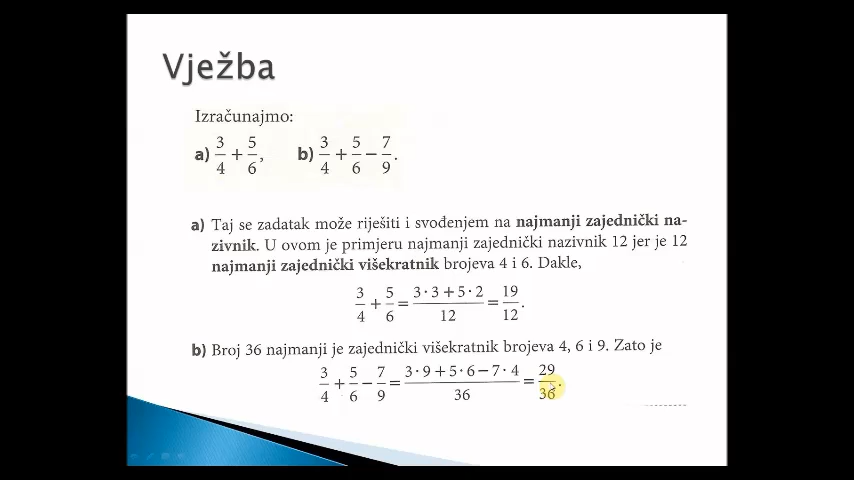 Vježba
Izračunajmo:
a) 3/4 + 5/6, b) 3/4 + 5/6 − 7/9.
a) Taj se zadatak može riješiti i svođenjem na najmanji zajednički na-
zivnik. U ovom je primjeru najmanji zajednički nazivnik 12 jer je 12
najmanji zajednički višekratnik brojeva 4 i 6. Dakle,
3/4 + 5/6 = (3 · 3 + 5 · 2)/12 = 19/12.
b) Broj 36 najmanji je zajednički višekratnik brojeva 4, 6 i 9. Zato je
3/4 + 5/6 − 7/9 = (3 · 9 + 5 · 6 − 7 · 4)/36 = 29/36.